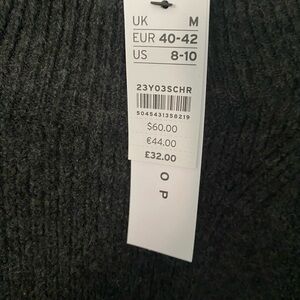 UK M
EUR 40-42
US 8-10
23Y03SCHR
5045431356219
$60.00
€44.00
£32.00
O
P